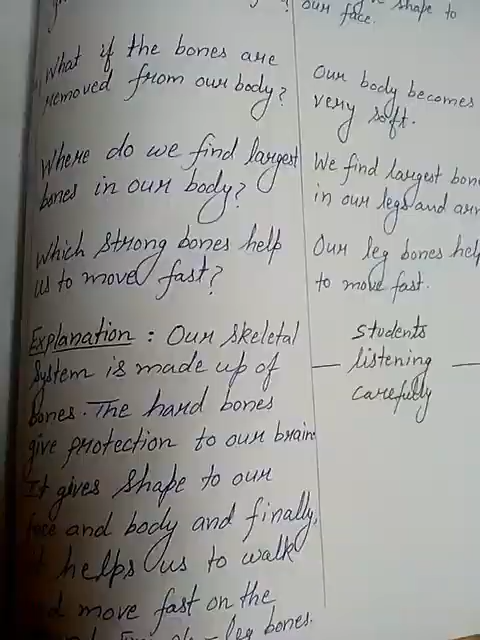 our face.
shape to
What if the bones are
removed from our body?
Our body becomes
very soft.
Where do we find largest
bones in our body?
We find largest
in our legs and
Which strong bones help
us to move fast?
Our leg bones
to move fast.
Explanation : Our skeletal
system is made up of
bones. The hard bones
give protection to our brain
It gives shape to our
face and body and finally,
helps us to walk
move fast on the
leg bones.
Students
listening
carefully